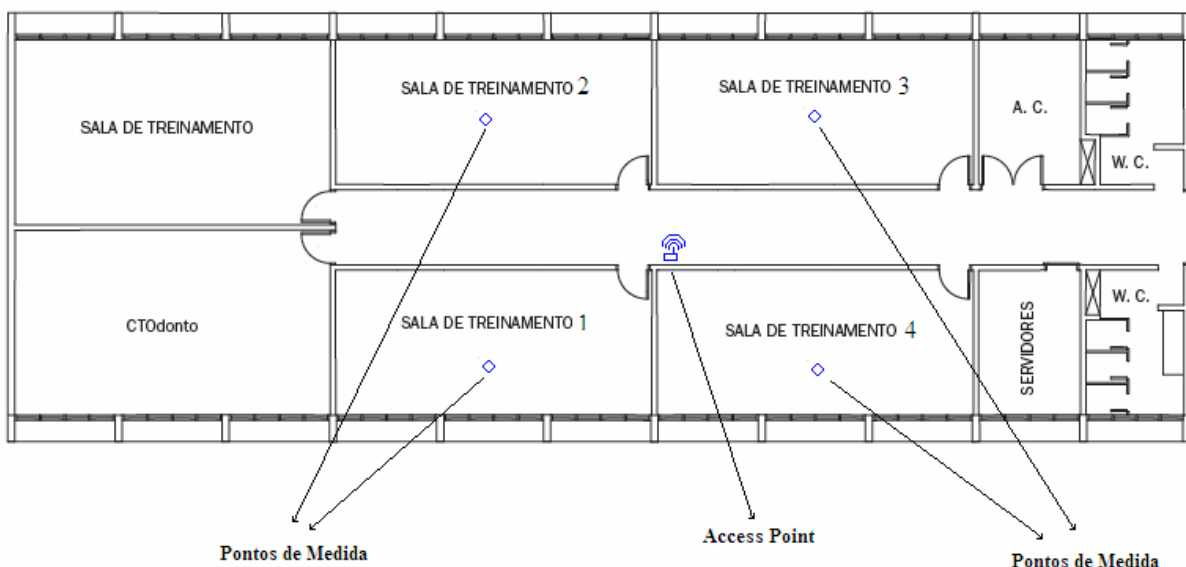 SALA DE TREINAMENTO 2
SALA DE TREINAMENTO 3
SALA DE TREINAMENTO
A. C.
W. C.
CTOdonto
SALA DE TREINAMENTO 1
SALA DE TREINAMENTO 4
SERVIDORES
W. C.
Pontos de Medida
Access Point
Pontos de Medida